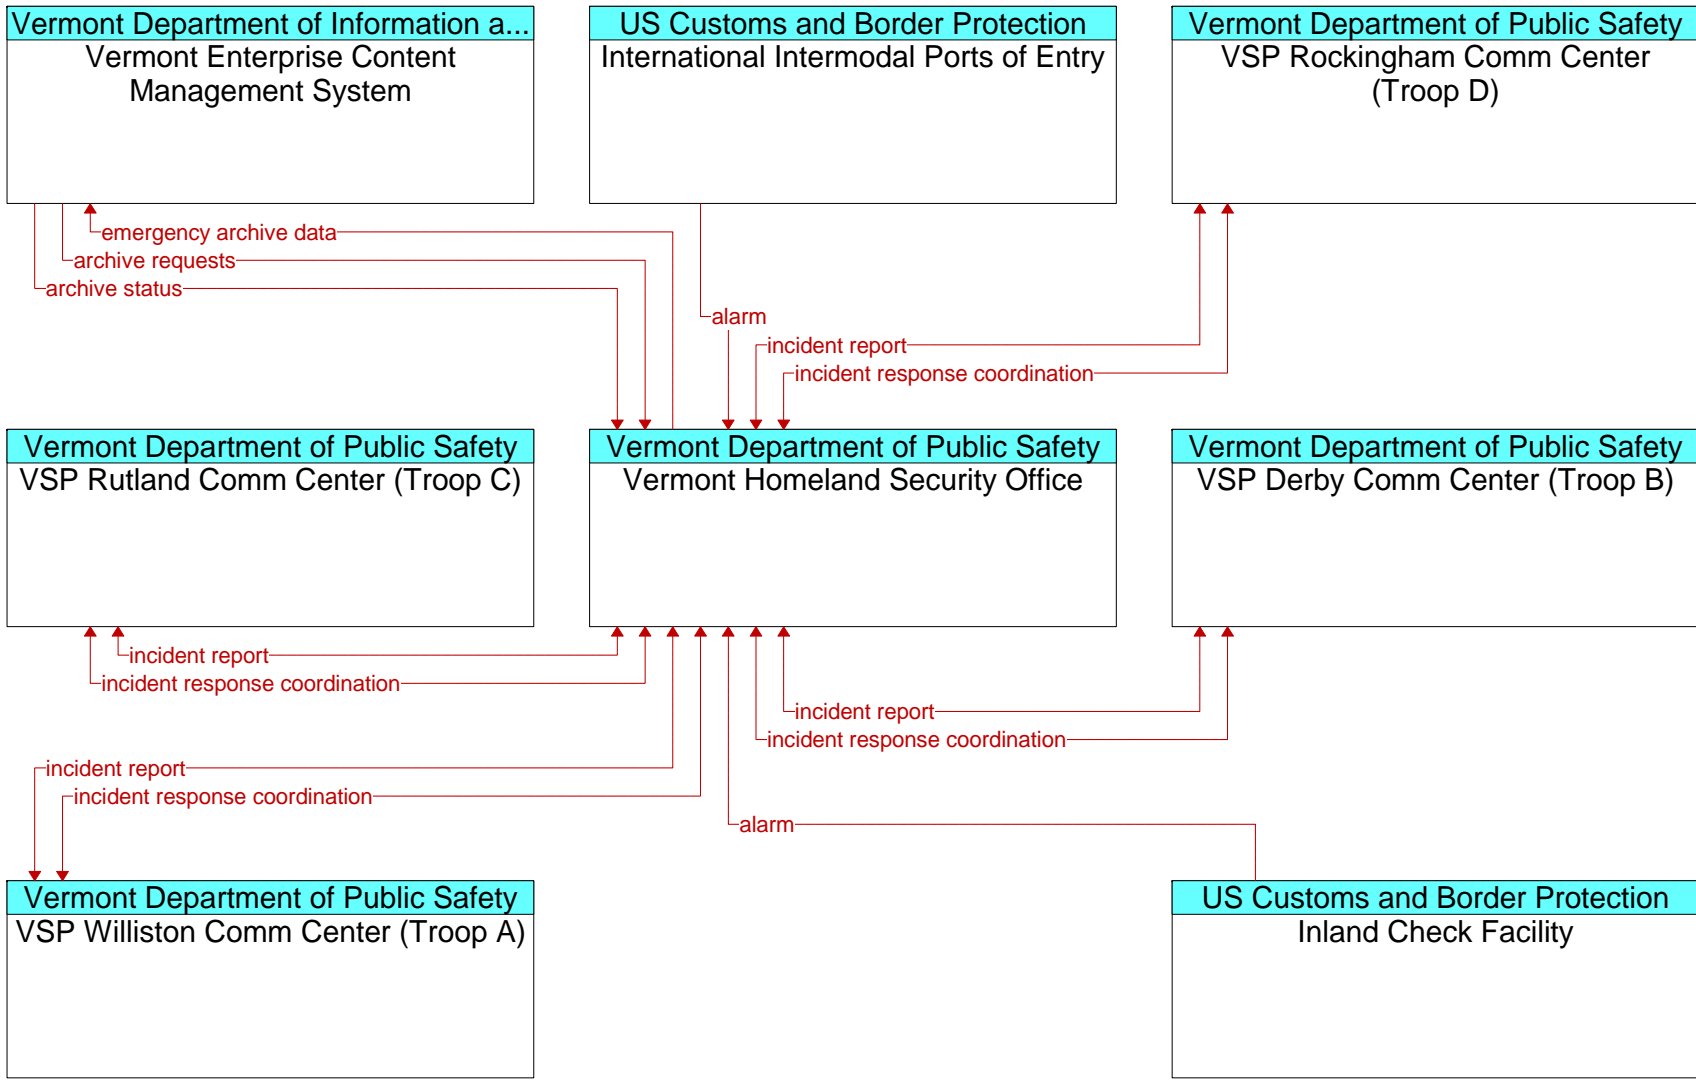 Vermont Department of Information a...
Vermont Enterprise Content
Management System
US Customs and Border Protection
International Intermodal Ports of Entry
Vermont Department of Public Safety
VSP Rockingham Comm Center
(Troop D)
emergency archive data
archive requests
archive status
alarm
incident report
incident response coordination
Vermont Department of Public Safety
VSP Rutland Comm Center (Troop C)
Vermont Department of Public Safety
Vermont Homeland Security Office
Vermont Department of Public Safety
VSP Derby Comm Center (Troop B)
incident report
incident response coordination
incident report
incident response coordination
incident report
incident response coordination
alarm
Vermont Department of Public Safety
VSP Williston Comm Center (Troop A)
US Customs and Border Protection
Inland Check Facility